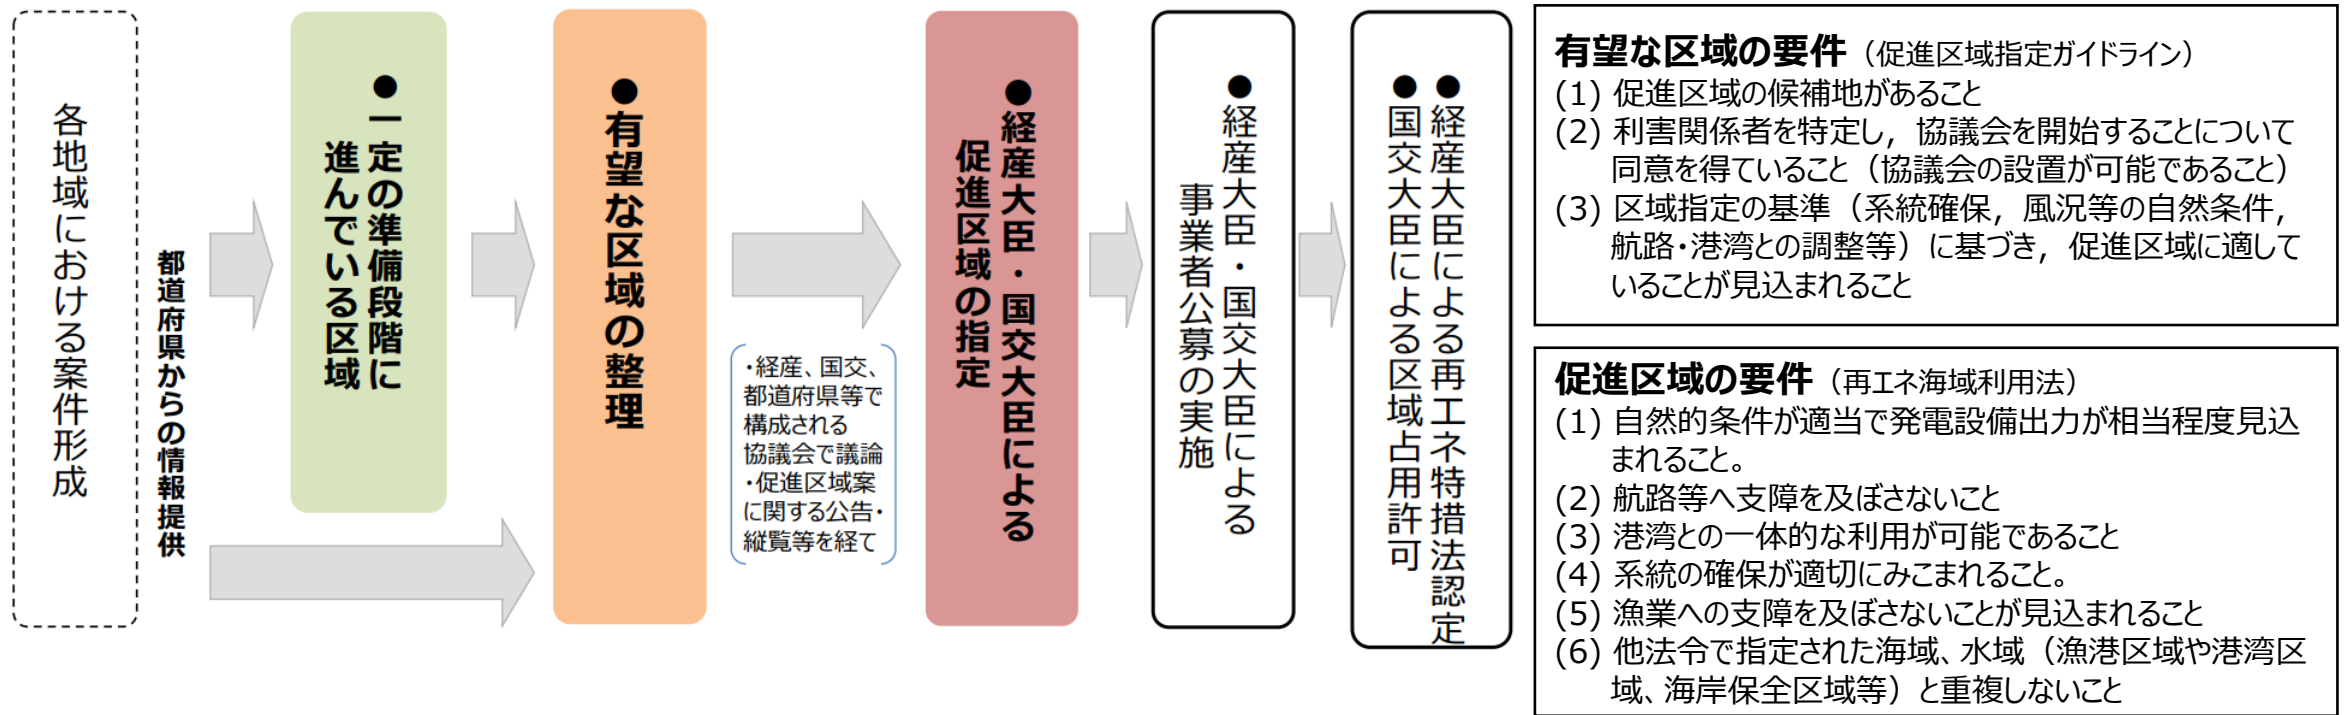 各地域における案件形成
都道府県からの情報提供
●一定の準備段階に
進んでいる区域
●有望な区域の整理
・経産、国交、
都道府県等で
構成される
協議会で議論
・促進区域案
に関する公告・
縦覧等を経て
●経産大臣・国交大臣による
促進区域の指定
●経産大臣・国交大臣による
事業者公募の実施
●経産大臣による再エネ特措法認定
●国交大臣による区域占用許可
有望な区域の要件（促進区域指定ガイドライン）
(1) 促進区域の候補地があること
(2) 利害関係者を特定し，協議会を開始することについて
同意を得ていること（協議会の設置が可能であること）
(3) 区域指定の基準（系統確保，風況等の自然条件，
航路・港湾との調整等）に基づき，促進区域に適して
いることが見込まれること
促進区域の要件（再エネ海域利用法）
(1) 自然的条件が適当で発電設備出力が相当程度見込
まれること。
(2) 航路等へ支障を及ぼさないこと
(3) 港湾との一体的な利用が可能であること
(4) 系統の確保が適切にみこまれること。
(5) 漁業への支障を及ぼさないことが見込まれること
(6) 他法令で指定された海域、水域（漁港区域や港湾区
域、海岸保全区域等）と重複しないこと